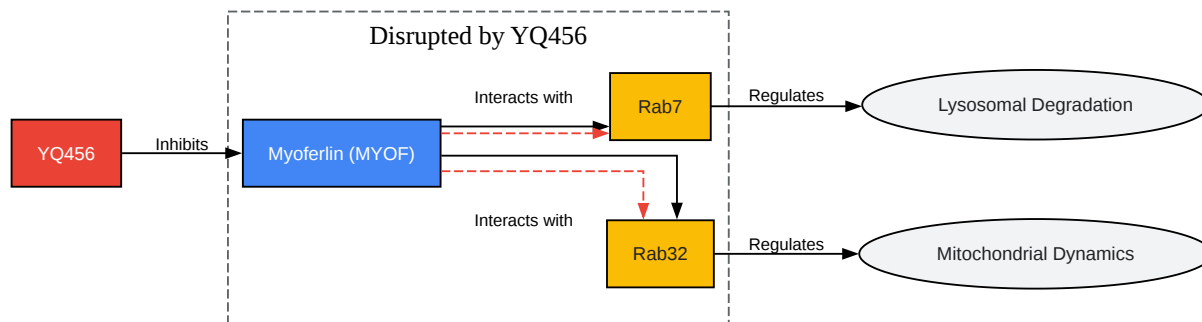 Disrupted by YQ456
YQ456
Inhibits
Myoferlin (MYOF)
Interacts with
Rab7
Regulates
Lysosomal Degradation
Interacts with
Rab32
Regulates
Mitochondrial Dynamics